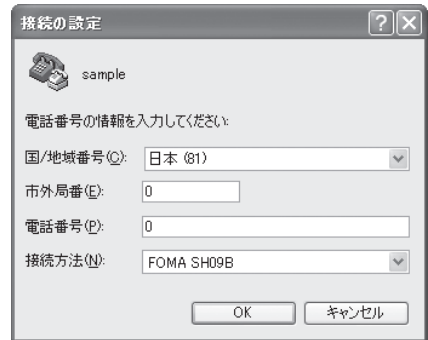 接続の設定
sample
電話番号の情報を入力してください:
国/地域番号(C): 日本 (81)
市外局番(E): 0
電話番号(P): 0
接続方法(N): FOMA SH09B
OK キャンセル